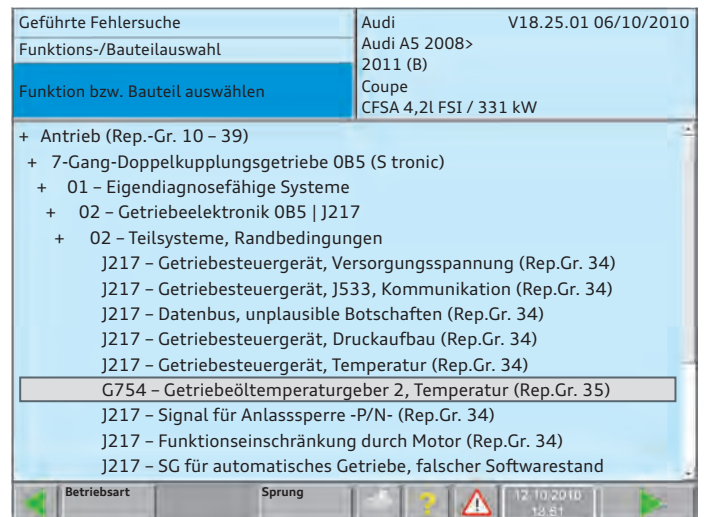 Geführte Fehlersuche
Funktions-/Bauteilauswahl
Funktion bzw. Bauteil auswählen
Audi V18.25.01 06/10/2010
Audi A5 2008>
2011 (B)
Coupe
CFSA 4,2l FSI / 331 kW
+ Antrieb (Rep.-Gr. 10 – 39)
+ 7-Gang-Doppelkupplungsgetriebe 0B5 (S tronic)
+ 01 – Eigendiagnosefähige Systeme
+ 02 – Getriebeelektronik 0B5 | J217
+ 02 – Teilsysteme, Randbedingungen
J217 – Getriebesteuergerät, Versorgungsspannung (Rep.Gr. 34)
J217 – Getriebesteuergerät, J533, Kommunikation (Rep.Gr. 34)
J217 – Datenbus, unplausible Botschaften (Rep.Gr. 34)
J217 – Getriebesteuergerät, Druckaufbau (Rep.Gr. 34)
J217 – Getriebesteuergerät, Temperatur (Rep.Gr. 34)
G754 – Getriebeöltemperaturgeber 2, Temperatur (Rep.Gr. 35)
J217 – Signal für Anlasssperre -P/N- (Rep.Gr. 34)
J217 – Funktionseinschränkung durch Motor (Rep.Gr. 34)
J217 – SG für automatisches Getriebe, falscher Softwarestand
Betriebsart Sprung ?
12.10.2010